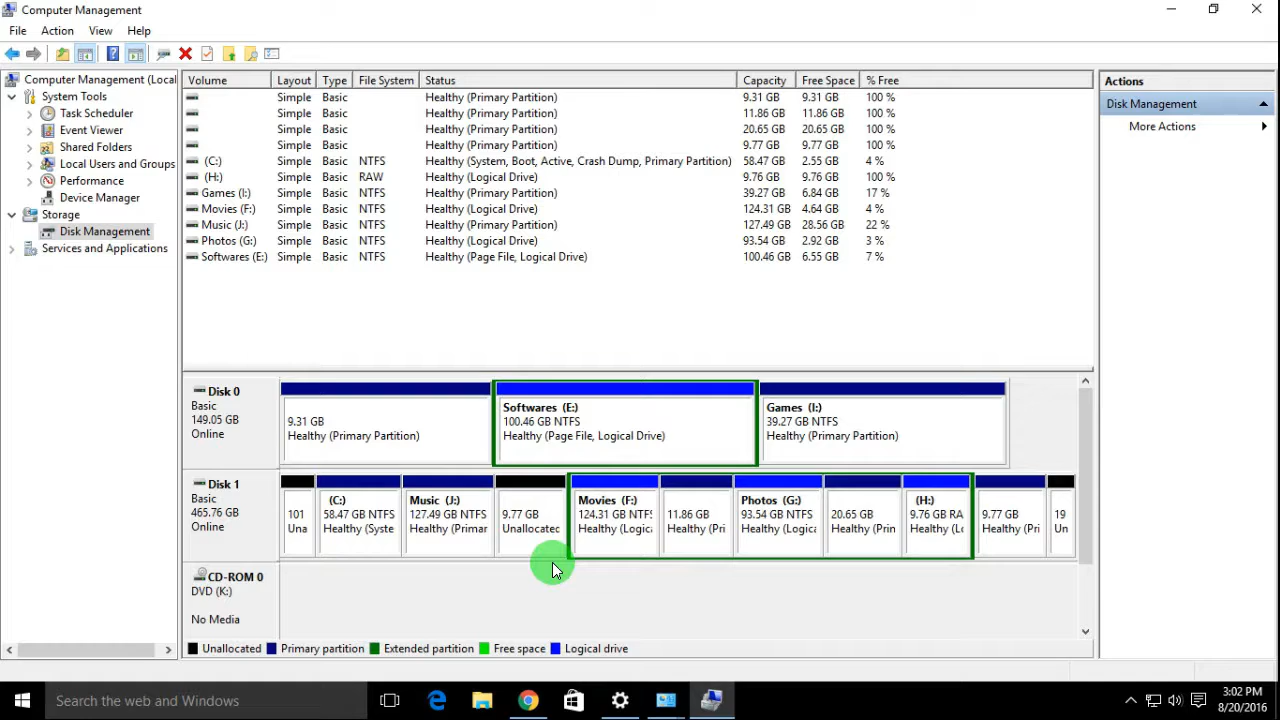 Computer Management
File Action View Help
Computer Management (Local
System Tools
Task Scheduler
Event Viewer
Shared Folders
Local Users and Groups
Performance
Device Manager
Storage
Disk Management
Services and Applications
Volume Layout Type File System Status Capacity Free Space % Free
Simple Basic Healthy (Primary Partition) 9.31 GB 9.31 GB 100 %
Simple Basic Healthy (Primary Partition) 11.86 GB 11.86 GB 100 %
Simple Basic Healthy (Primary Partition) 20.65 GB 20.65 GB 100 %
Simple Basic Healthy (Primary Partition) 9.77 GB 9.77 GB 100 %
(C:) Simple Basic NTFS Healthy (System, Boot, Active, Crash Dump, Primary Partition) 58.47 GB 2.55 GB 4 %
(H:) Simple Basic RAW Healthy (Logical Drive) 9.76 GB 9.76 GB 100 %
Games (I:) Simple Basic NTFS Healthy (Primary Partition) 39.27 GB 6.84 GB 17 %
Movies (F:) Simple Basic NTFS Healthy (Logical Drive) 124.31 GB 4.64 GB 4 %
Music (J:) Simple Basic NTFS Healthy (Primary Partition) 127.49 GB 28.56 GB 22 %
Photos (G:) Simple Basic NTFS Healthy (Logical Drive) 93.54 GB 2.92 GB 3 %
Softwares (E:) Simple Basic NTFS Healthy (Page File, Logical Drive) 100.46 GB 6.55 GB 7 %
Actions
Disk Management
More Actions
Disk 0
Basic
149.05 GB
Online
9.31 GB
Healthy (Primary Partition)
Softwares (E:)
100.46 GB NTFS
Healthy (Page File, Logical Drive)
Games (I:)
39.27 GB NTFS
Healthy (Primary Partition)
Disk 1
Basic
465.76 GB
Online
101
Una
(C:)
58.47 GB NTFS
Healthy (Syste
Music (J:)
127.49 GB NTFS
Healthy (Primar
9.77 GB
Unallocatec
Movies (F:)
124.31 GB NTFS
Healthy (Logica
11.86 GB
Healthy (Pri
Photos (G:)
93.54 GB NTFS
Healthy (Logica
20.65 GB
Healthy (Prin
(H:)
9.76 GB RA
Healthy (Lo
9.77 GB
Healthy (Pri
19
Un
CD-ROM 0
DVD (K:)
No Media
Unallocated Primary partition Extended partition Free space Logical drive
Search the web and Windows
3:02 PM
8/20/2016